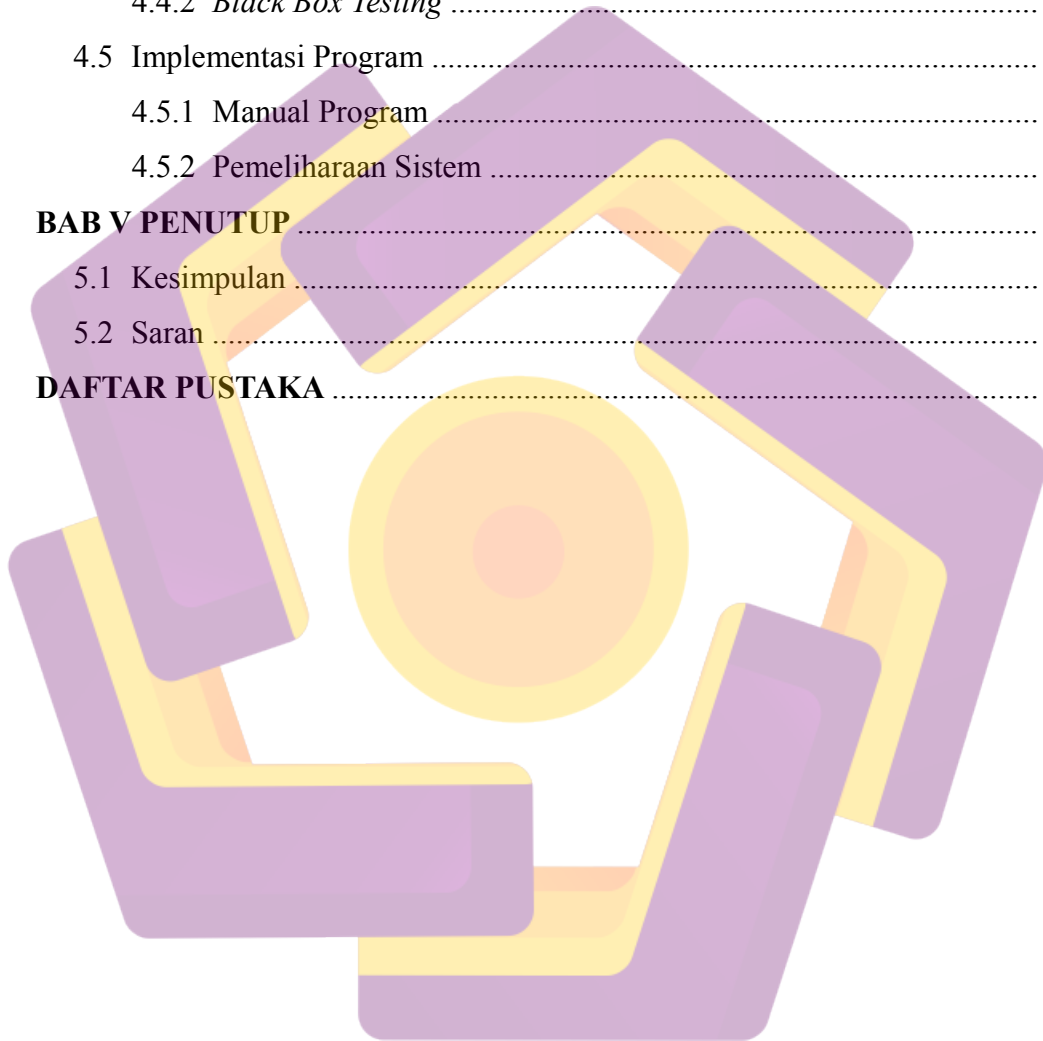 4.4.2 Black Box Testing ........................................................................
4.5 Implementasi Program ........................................................................
4.5.1 Manual Program ........................................................................
4.5.2 Pemeliharaan Sistem ........................................................................
BAB V PENUTUP ........................................................................
5.1 Kesimpulan ........................................................................
5.2 Saran ........................................................................
DAFTAR PUSTAKA ........................................................................